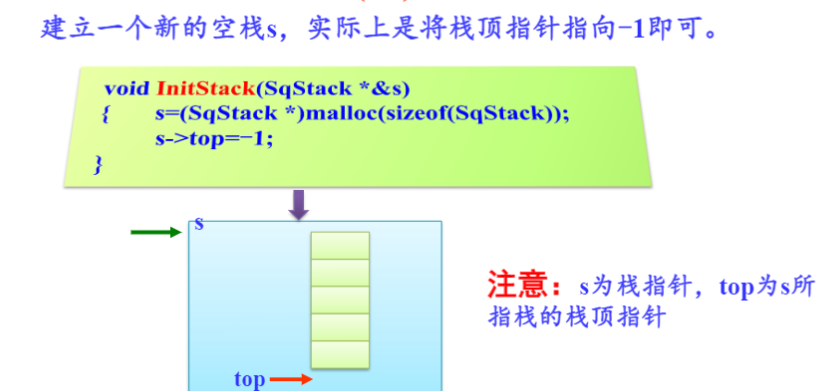 建立一个新的空栈s，实际上是将栈顶指针指向-1即可。
void InitStack(SqStack *&s)
{ s=(SqStack *)malloc(sizeof(SqStack));
s->top=-1;
}
s
注意：s为栈指针，top为s所
指栈的栈顶指针
top